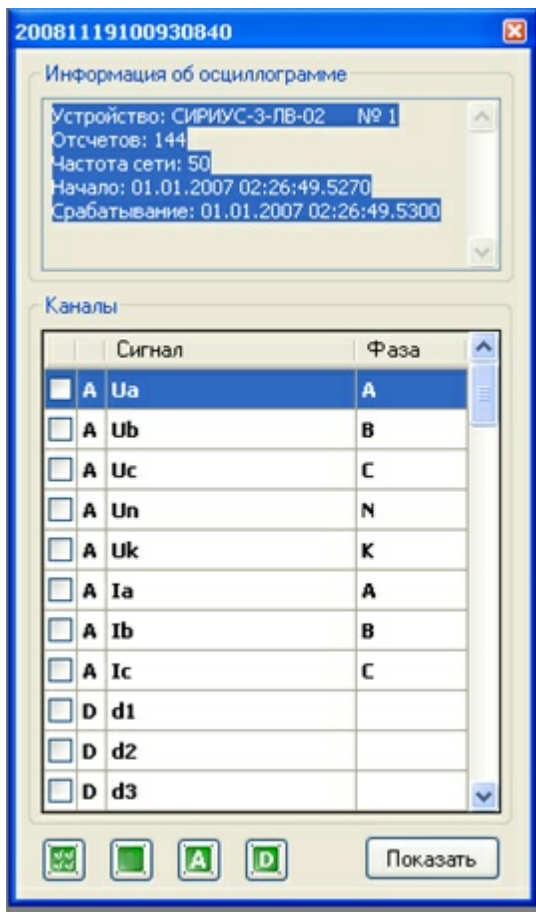 20081119100930840
Информация об осциллограмме
Устройство: СИРИУС-3-ЛВ-02 № 1
Отсчетов: 144
Частота сети: 50
Начало: 01.01.2007 02:26:49.5270
Срабатывание: 01.01.2007 02:26:49.5300
Каналы
Сигнал Фаза
A Ua A
A Ub B
A Uc C
A Un N
A Uk K
A Ia A
A Ib B
A Ic C
D d1
D d2
D d3
A D Показать